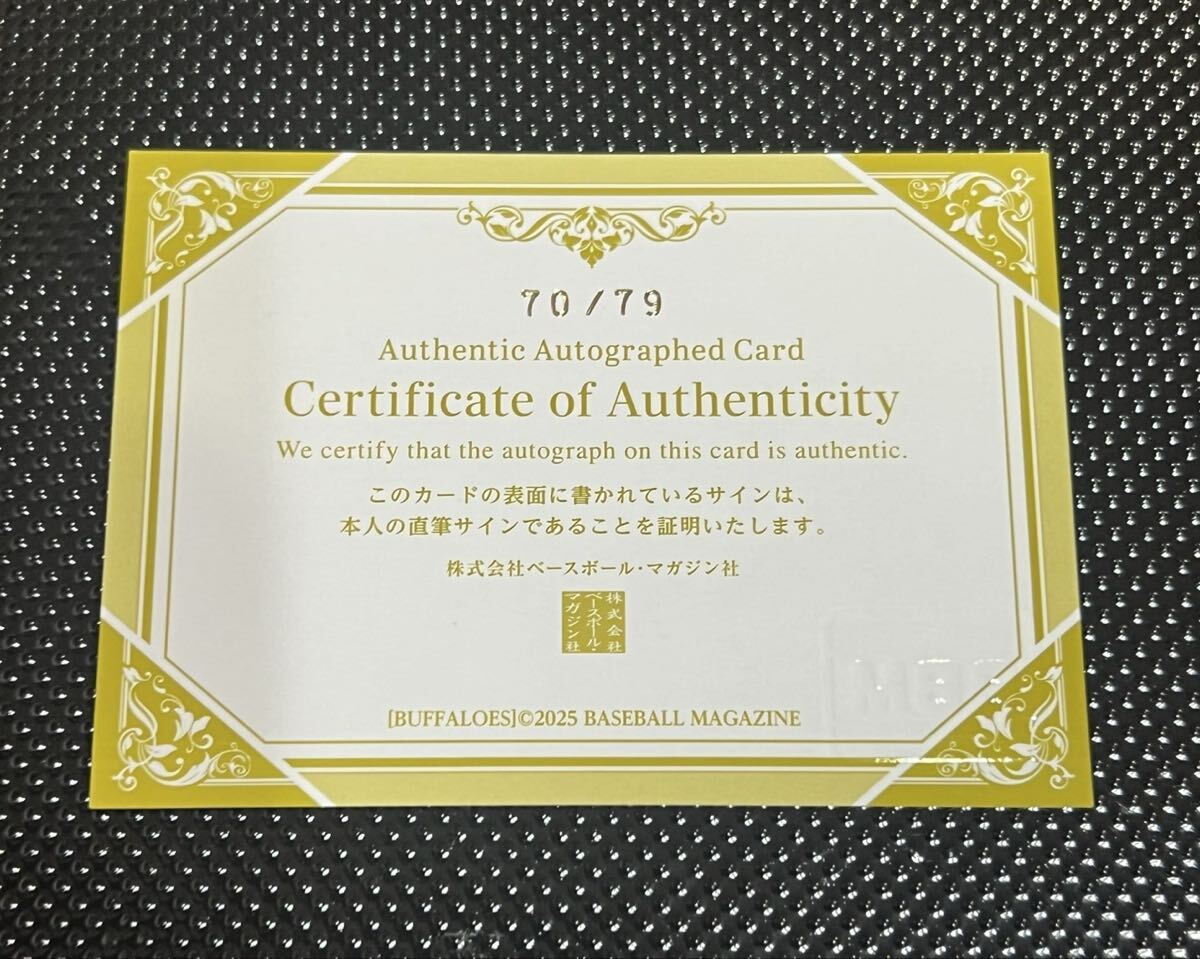 70/79
Authentic Autographed Card
Certificate of Authenticity
We certify that the autograph on this card is authentic.
このカードの表面に書かれているサインは、
本人の直筆サインであることを証明いたします。
株式会社ベースボール・マガジン社
株式会社
ベースボール・
マガジン社
[BUFFALOES]©2025 BASEBALL MAGAZINE